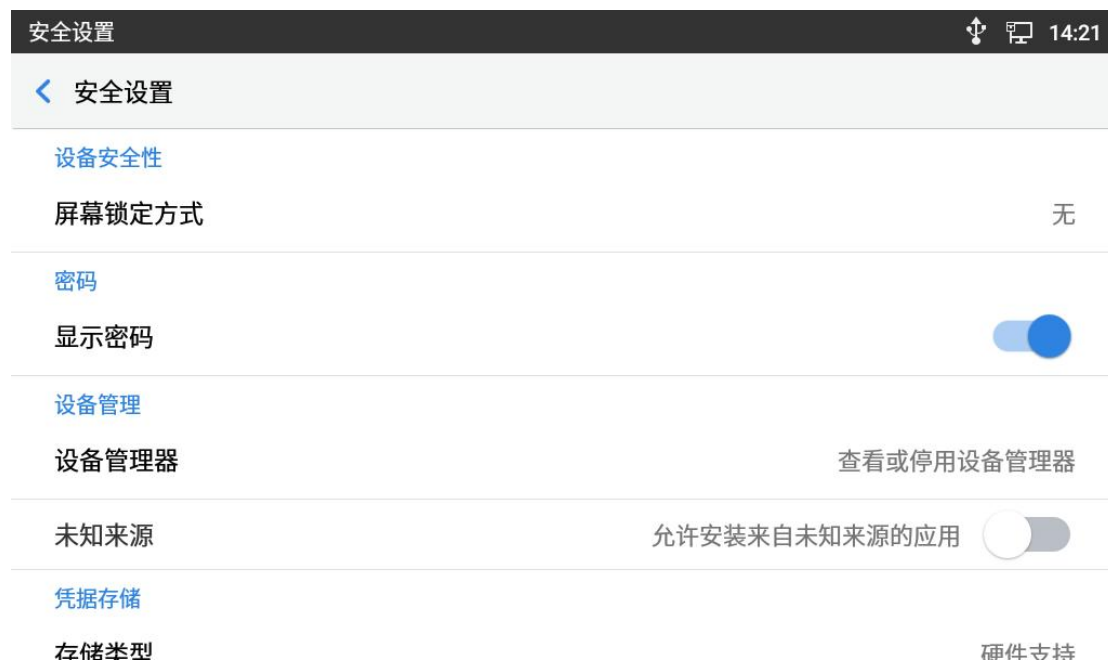 安全设置 14:21
安全设置
设备安全性
屏幕锁定方式 无
密码
显示密码
设备管理
设备管理器 查看或停用设备管理器
未知来源 允许安装来自未知来源的应用
凭据存储
存储类型 硬件支持